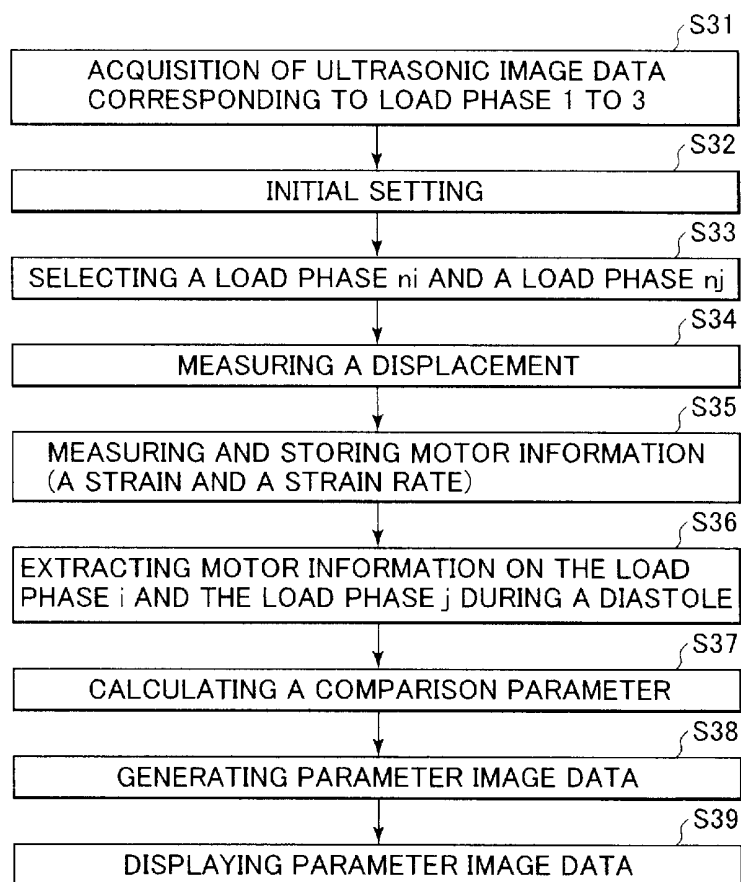 S31
ACQUISITION OF ULTRASONIC IMAGE DATA
CORRESPONDING TO LOAD PHASE 1 TO 3
S32
INITIAL SETTING
S33
SELECTING A LOAD PHASE ni AND A LOAD PHASE nj
S34
MEASURING A DISPLACEMENT
S35
MEASURING AND STORING MOTOR INFORMATION
(A STRAIN AND A STRAIN RATE)
S36
EXTRACTING MOTOR INFORMATION ON THE LOAD
PHASE i AND THE LOAD PHASE j DURING A DIASTOLE
S37
CALCULATING A COMPARISON PARAMETER
S38
GENERATING PARAMETER IMAGE DATA
S39
DISPLAYING PARAMETER IMAGE DATA